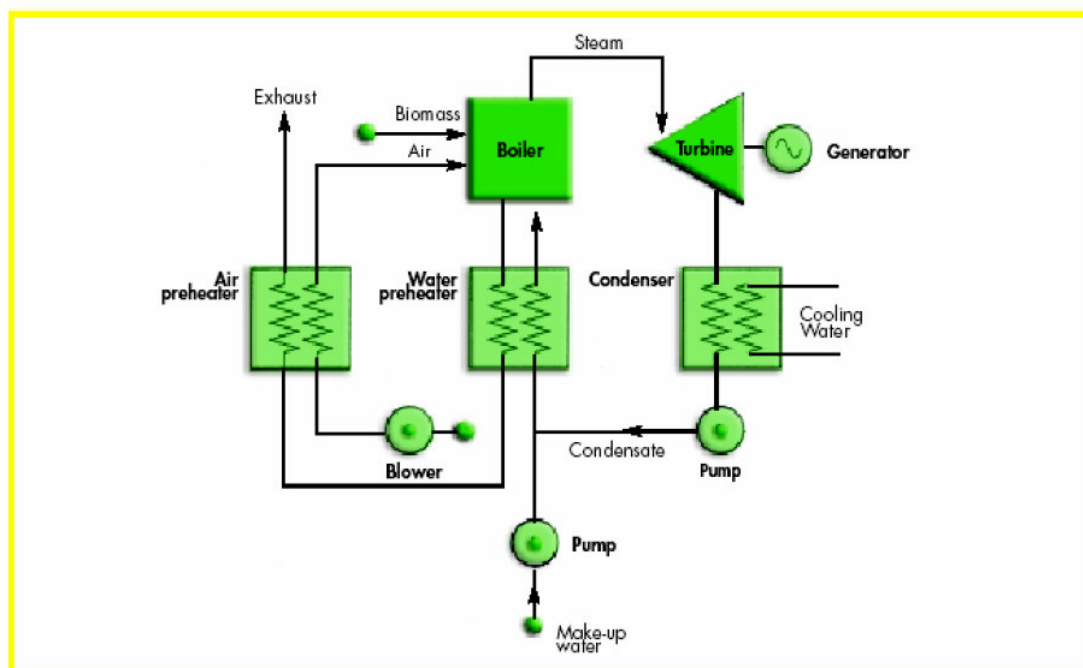 Steam
Exhaust
Biomass
Air
Boiler
Turbine
Generator
Air
preheater
Water
preheater
Condenser
Cooling
Water
Blower
Condensate
Pump
Pump
Make-up
water